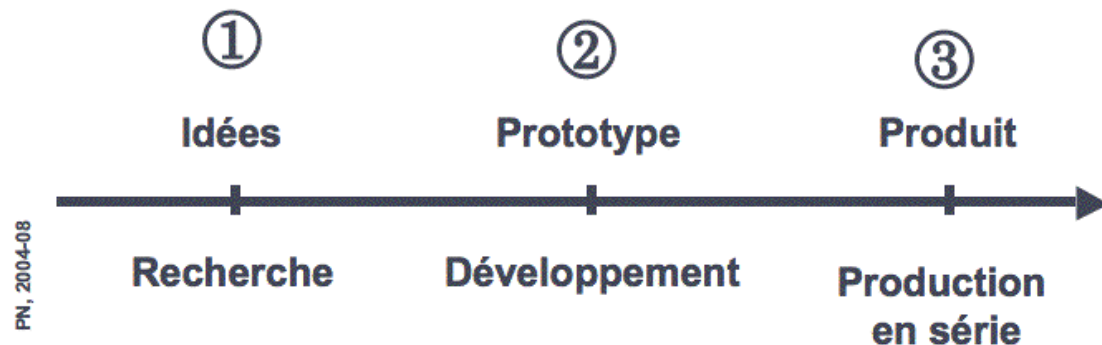 ① ② ③
Idées Prototype Produit
Recherche Développement Production
en série
PN, 2004-08